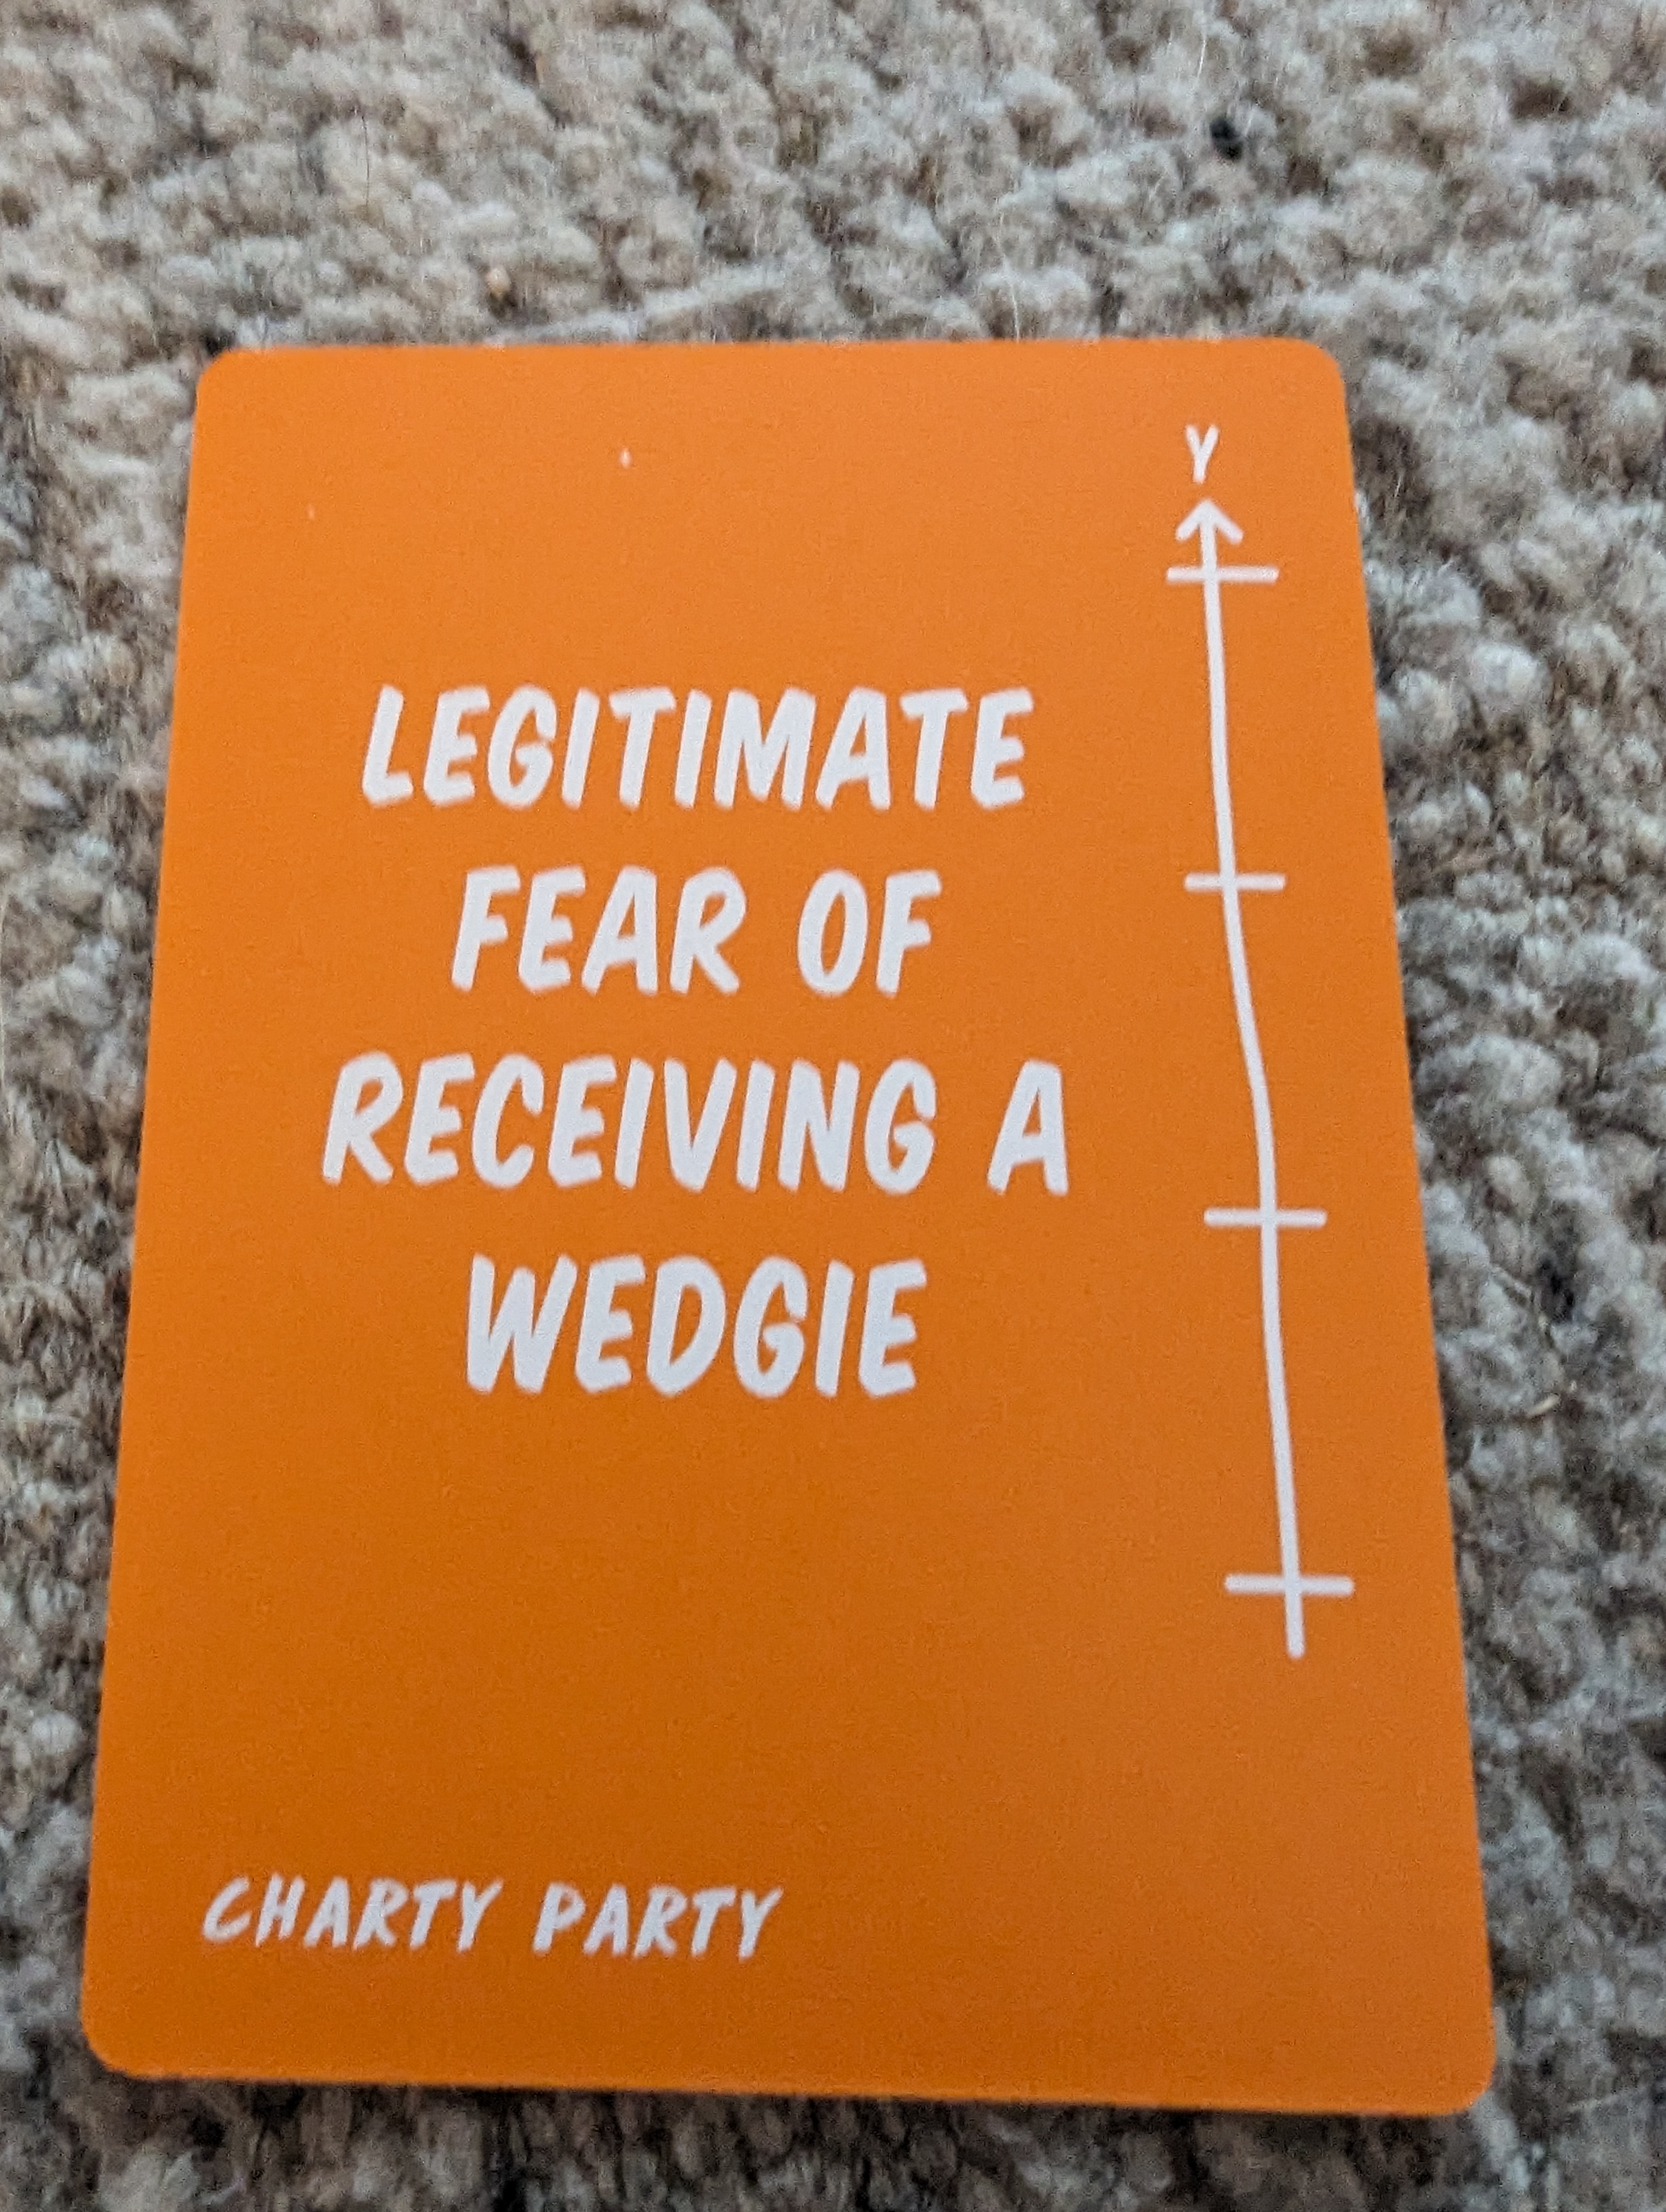 Y
LEGITIMATE
FEAR OF
RECEIVING A
WEDGIE
CHARTY PARTY